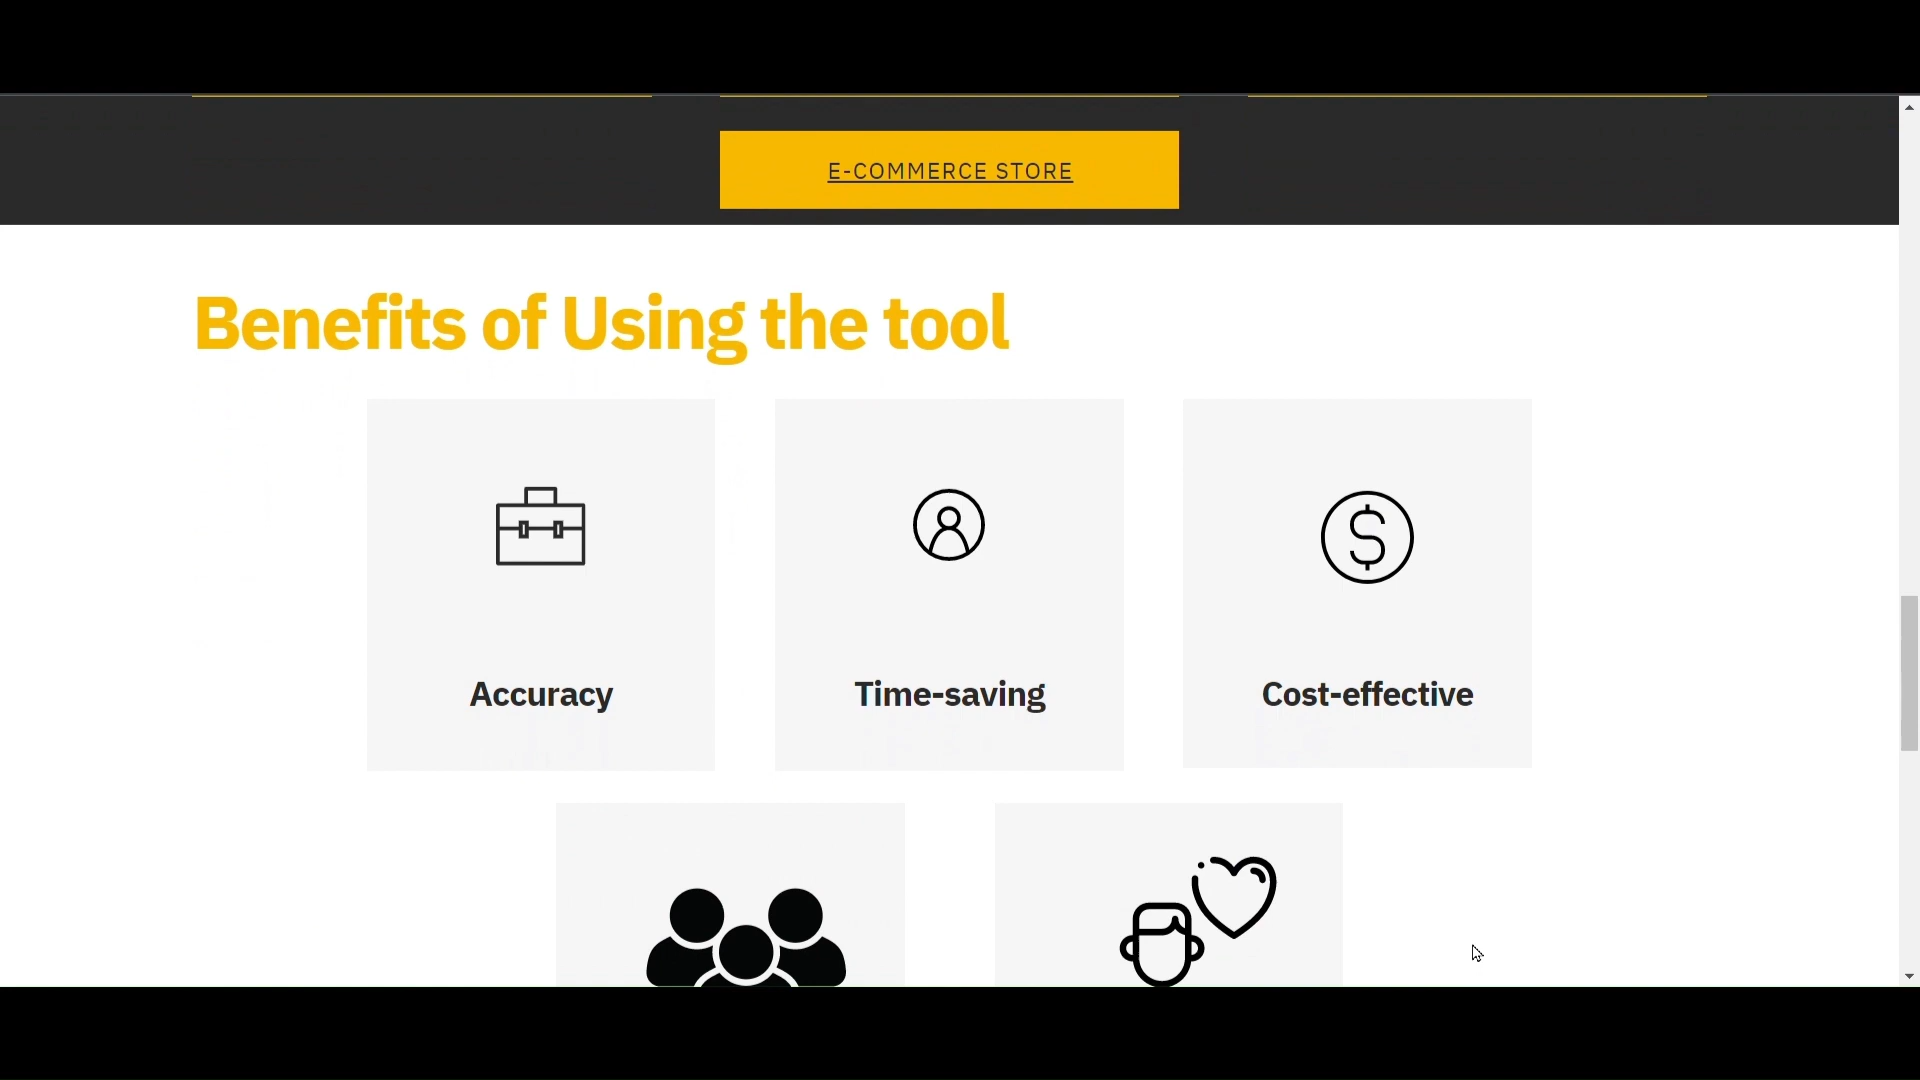 E-COMMERCE STORE
Benefits of Using the tool
Accuracy
Time-saving
Cost-effective